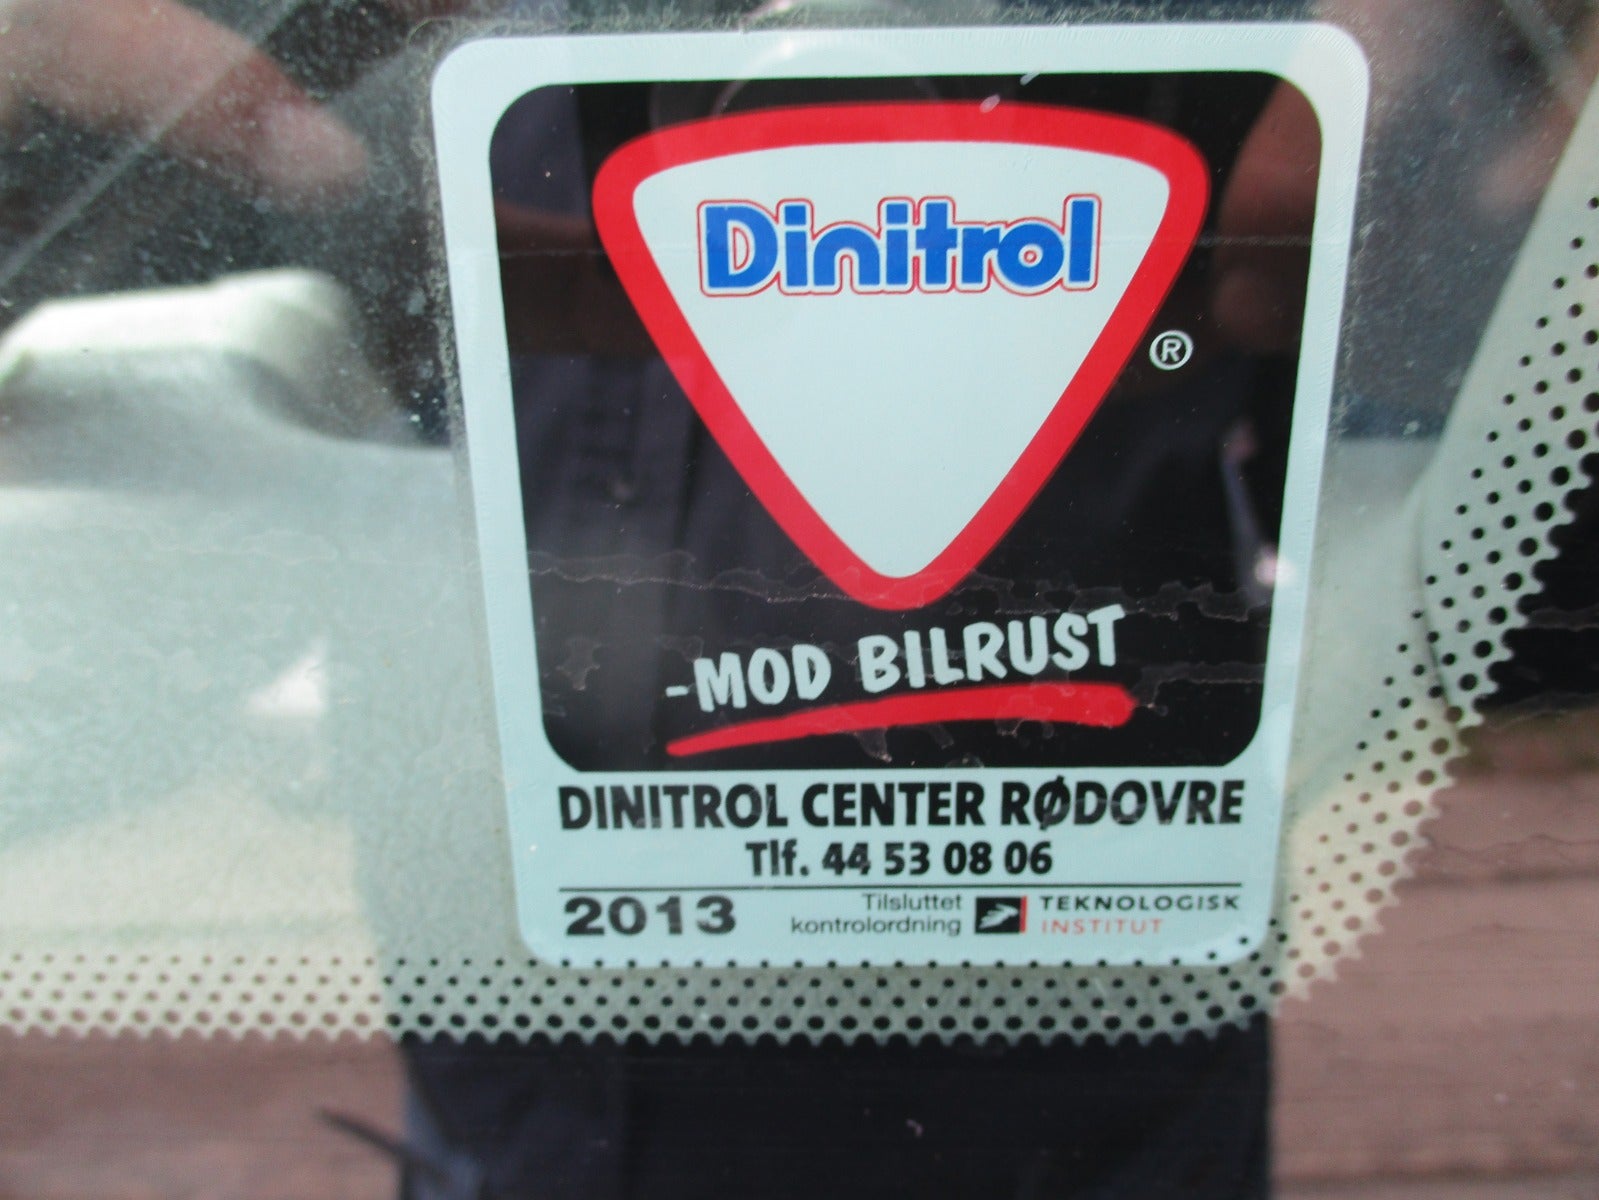 Dinitrol
®
-MOD BILRUST
DINITROL CENTER RØDOVRE
Tlf. 44 53 08 06
2013
Tilsluttet
kontrolordning
TEKNOLOGISK
INSTITUT